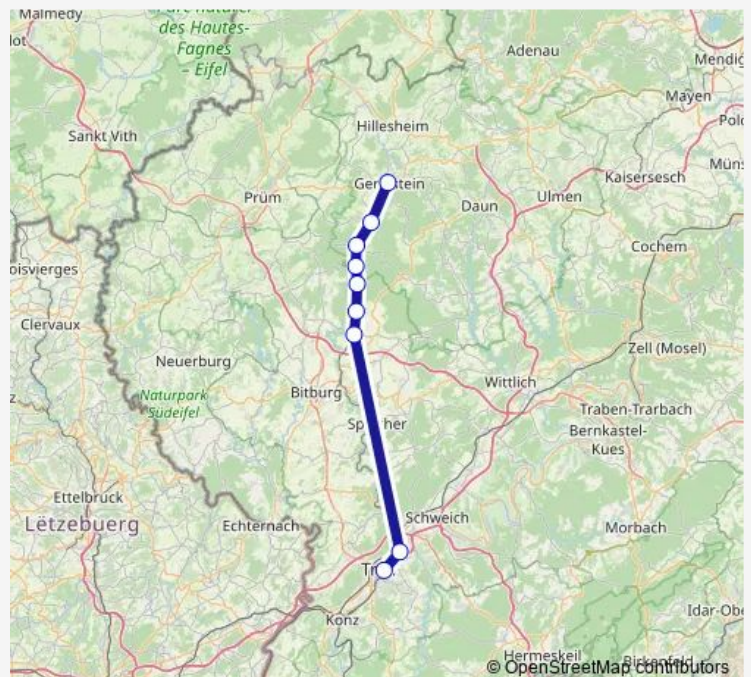 Malmedy
des Hautes-
Fagnes
– Eifel
Adenau
Mendig
Mayen
Hillesheim
Sankt Vith
Kaisersesch
Prüm
Ulmen
Daun
Cochem
Clervaux
Neuerburg
Zell (Mosel)
Bitburg
Wittlich
Naturpark
Südeifel
Traben-Trarbach
Bernkastel-
Kues
Ettelbruck
Lëtzebuerg
Echternach
Schweich
Morbach
Konz
Idar-Obe
Hermeskeil
Birkenfeld
© OpenStreetMap contributors